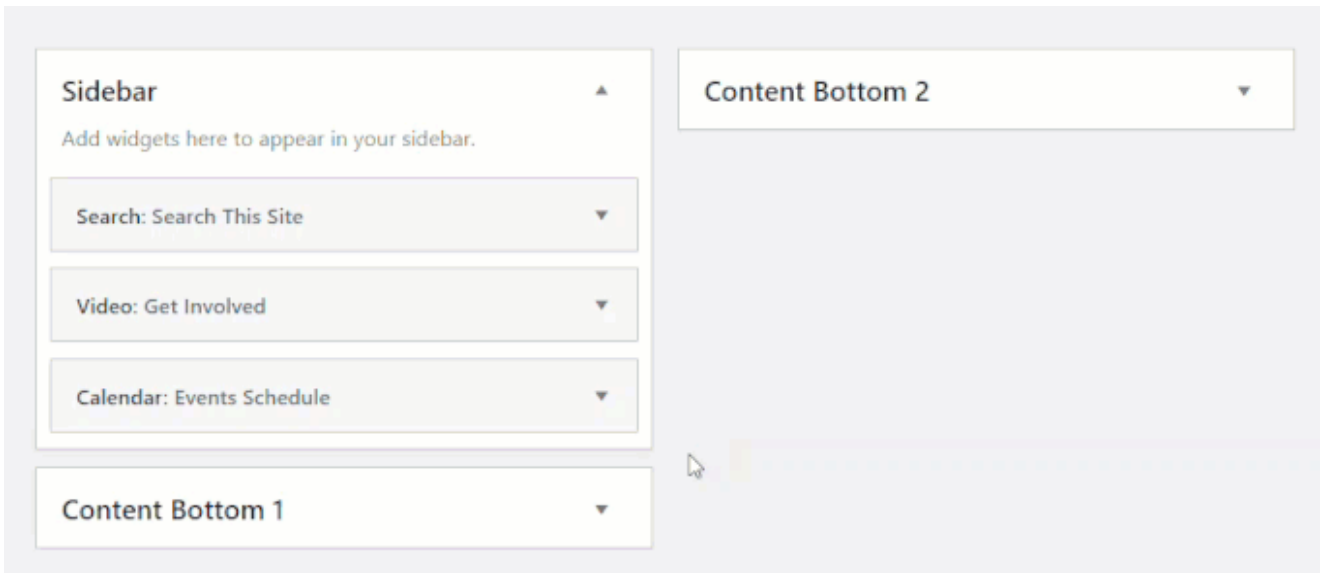 Sidebar
Add widgets here to appear in your sidebar.
Search: Search This Site
Video: Get Involved
Calendar: Events Schedule
Content Bottom 1
Content Bottom 2